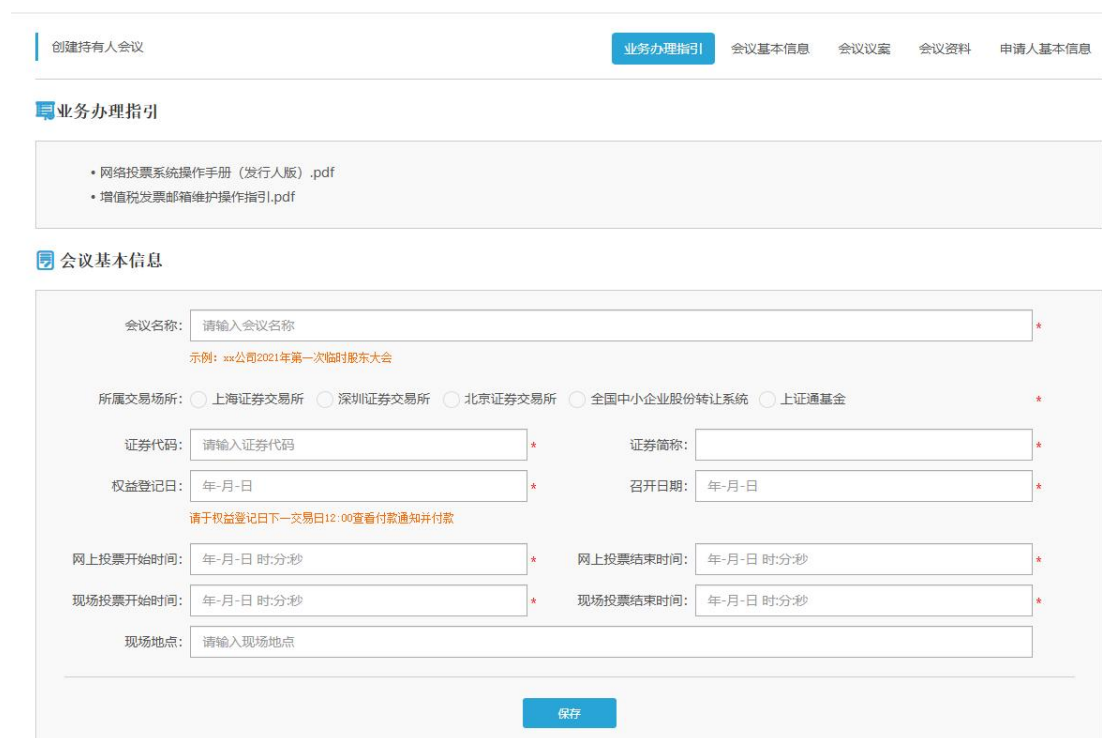 创建持有人会议 业务办理指引 会议基本信息 会议议案 会议资料 申请人基本信息
业务办理指引
• 网络投票系统操作手册（发行人版）.pdf
• 增值税发票邮箱维护操作指引.pdf
会议基本信息
会议名称: 请输入会议名称 *
示例: xx公司2021年第一次临时股东大会
所属交易场所: 上海证券交易所 深圳证券交易所 北京证券交易所 全国中小企业股份转让系统 上证通基金 *
证券代码: 请输入证券代码 * 证券简称: *
权益登记日: 年-月-日 * 召开日期: 年-月-日 *
请于权益登记日下一交易日12:00查看付款通知并付款
网上投票开始时间: 年-月-日 时:分:秒 * 网上投票结束时间: 年-月-日 时:分:秒 *
现场投票开始时间: 年-月-日 时:分:秒 * 现场投票结束时间: 年-月-日 时:分:秒 *
现场地点: 请输入现场地点
保存